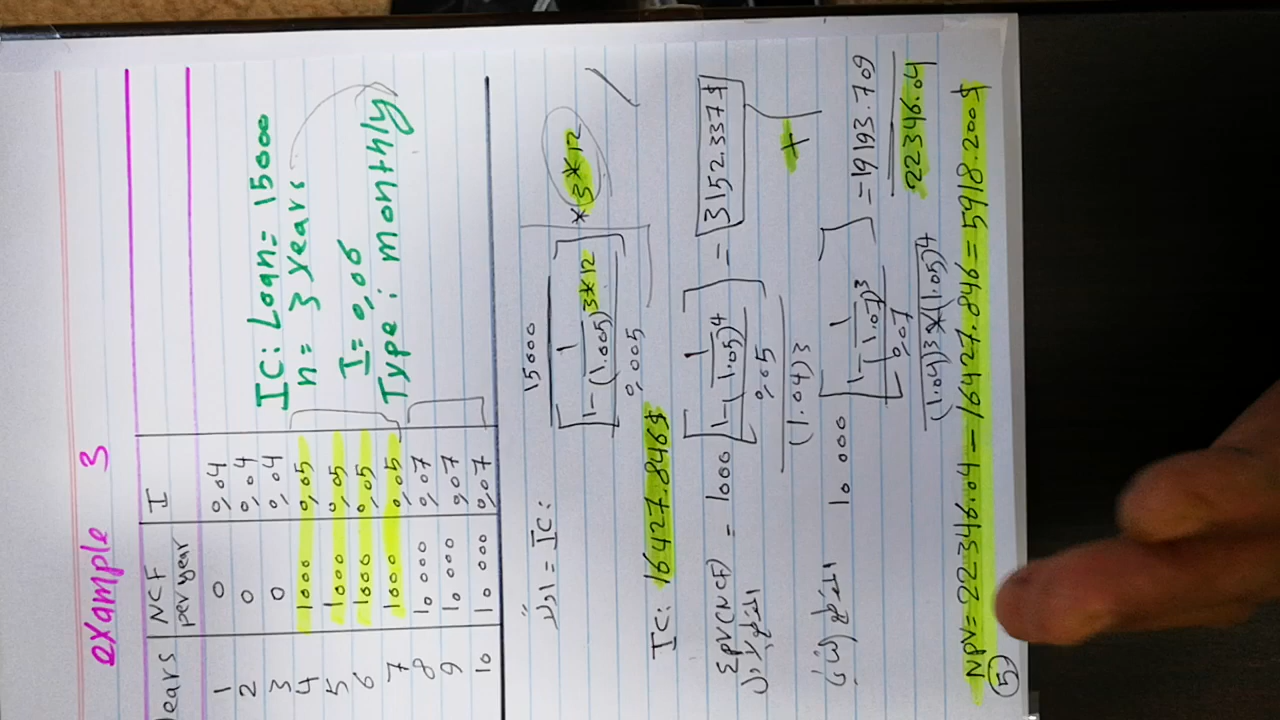 example 3
ears NCF per year I
1 0 0,04
2 0 0,04
3 0 0,04
4 1000 0,05
5 1000 0,05
6 1000 0,05
7 1000 0,05
8 10 000 0,07
9 10 000 0,07
10 10 000 0,07
IC: Loan = 15000
n = 3 years
I = 0,06
Type: monthly
= IC:
15000
[1 - 1/(1.005)^3*12]
0,005
*3*12
IC: 16427.846$
ΣPV(NCF) = 1000 [1 - 1/(1.05)^4] = 3152.337$
0,05
(1.04)3
+
10 000 [1 - 1/(1.07)^3] = 19193.709
0,07
(1.04)^3*(1.05)^4
22346.04
NPV = 22346.04 - 16427.846 = 5918.200$
5